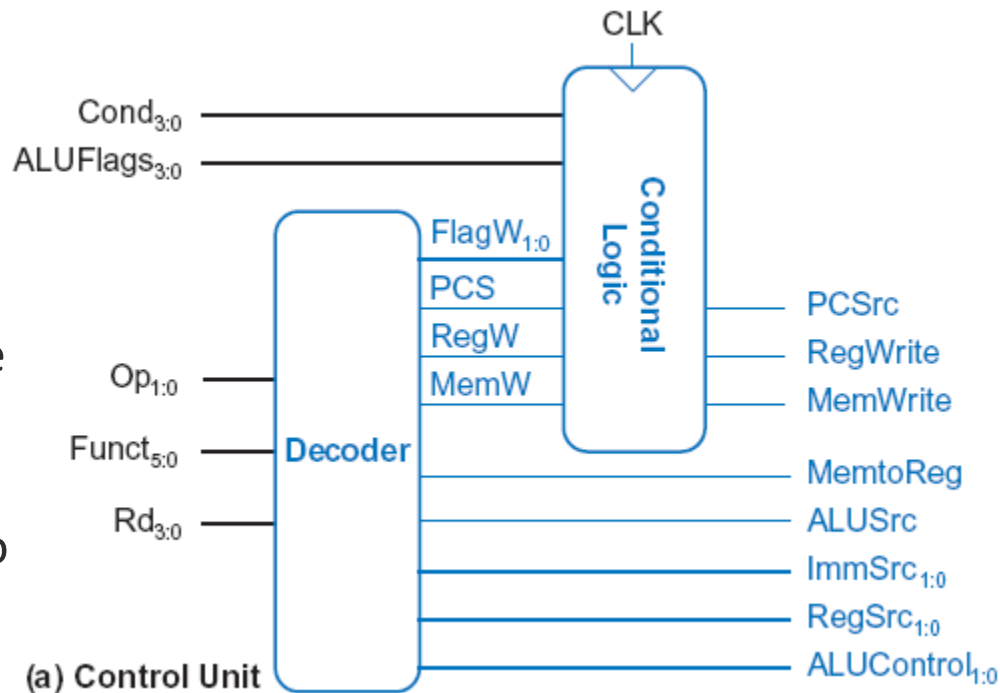 CLK
Cond3:0
ALUFlags3:0
Conditional
Logic
FlagW1:0
PCS
RegW
MemW
PCSrc
RegWrite
MemWrite
Op1:0
Funct5:0
Rd3:0
Decoder
MemtoReg
ALUSrc
ImmSrc1:0
RegSrc1:0
ALUControl1:0
(a) Control Unit